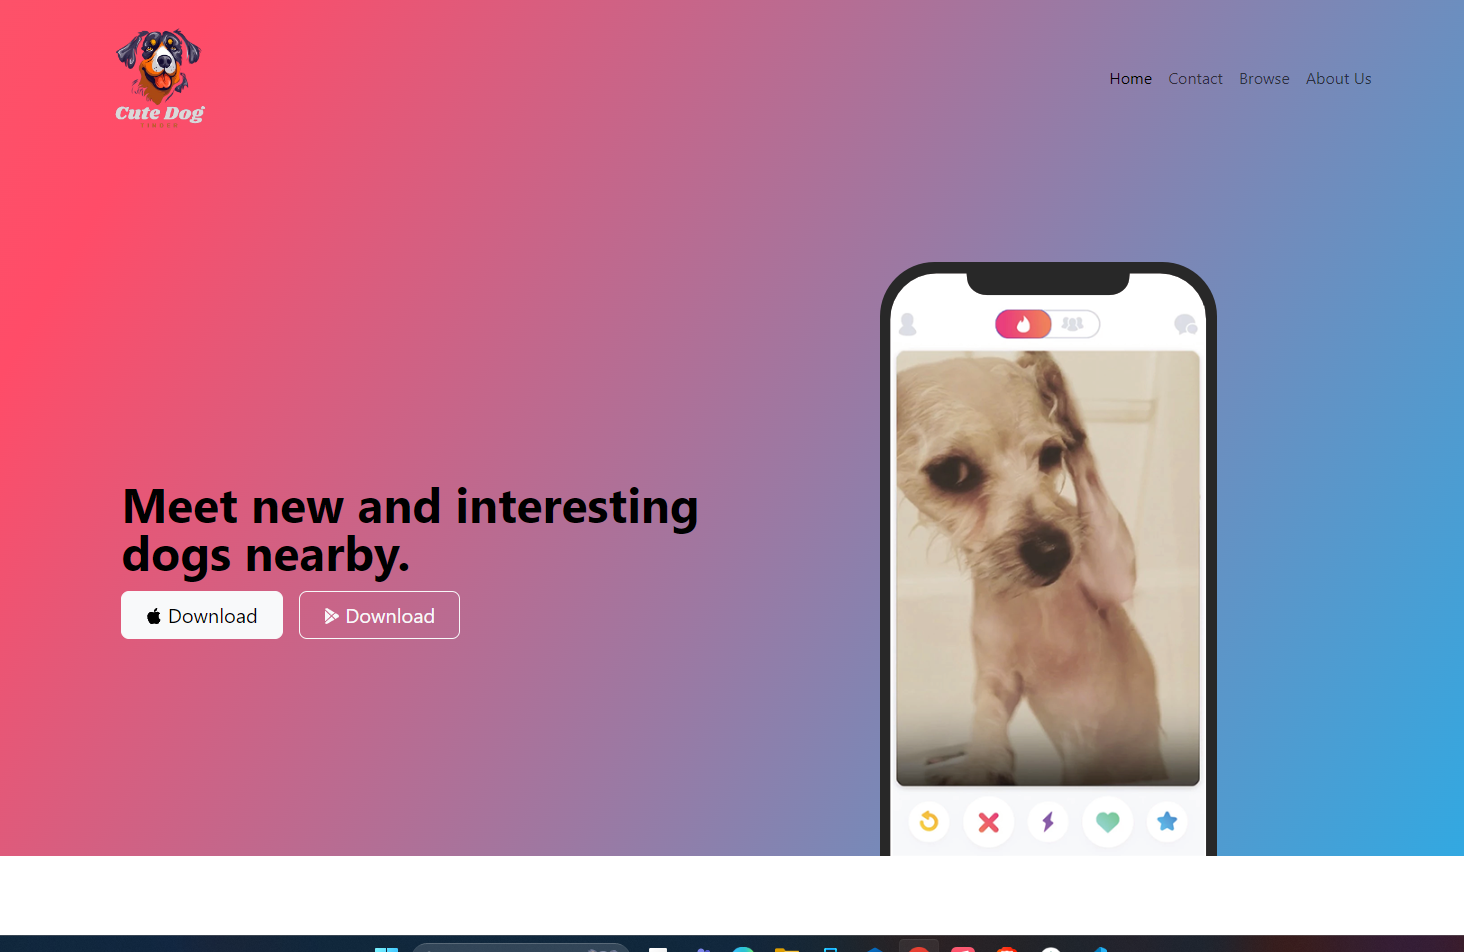 Cute Dog
Home Contact Browse About Us
Meet new and interesting
dogs nearby.
Download Download